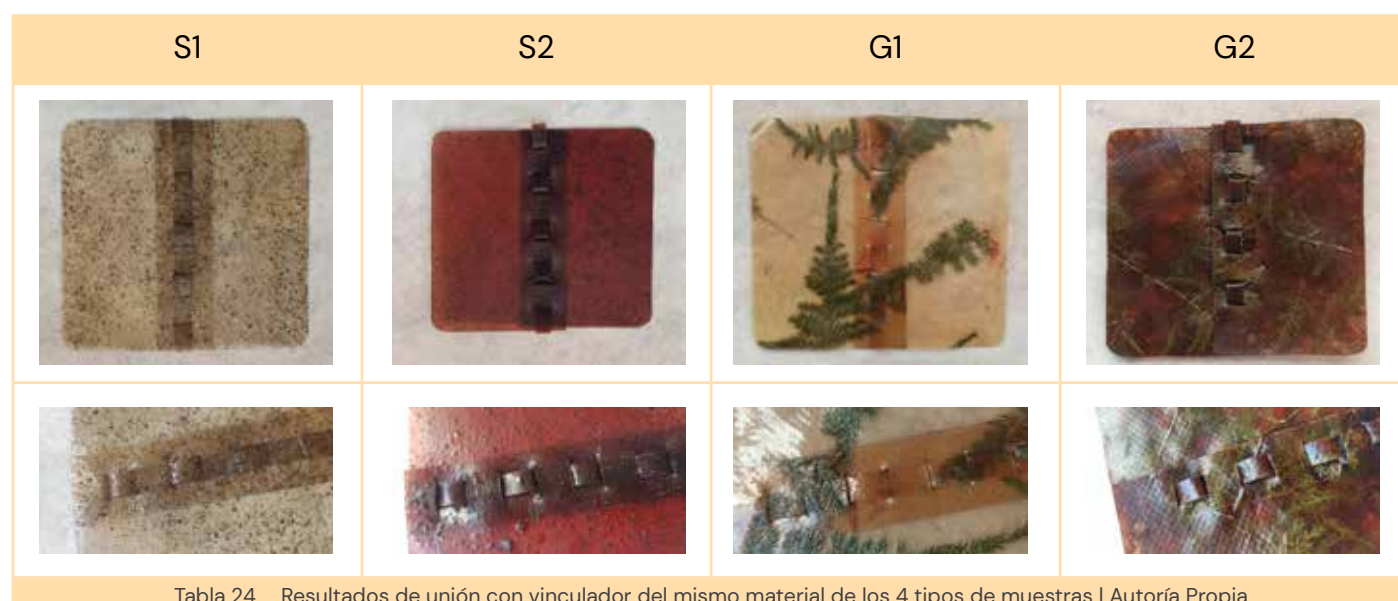 S1 S2 G1 G2
Tabla 24 Resultados de unión con vinculador del mismo material de los 4 tipos de muestras | Autoría Propia